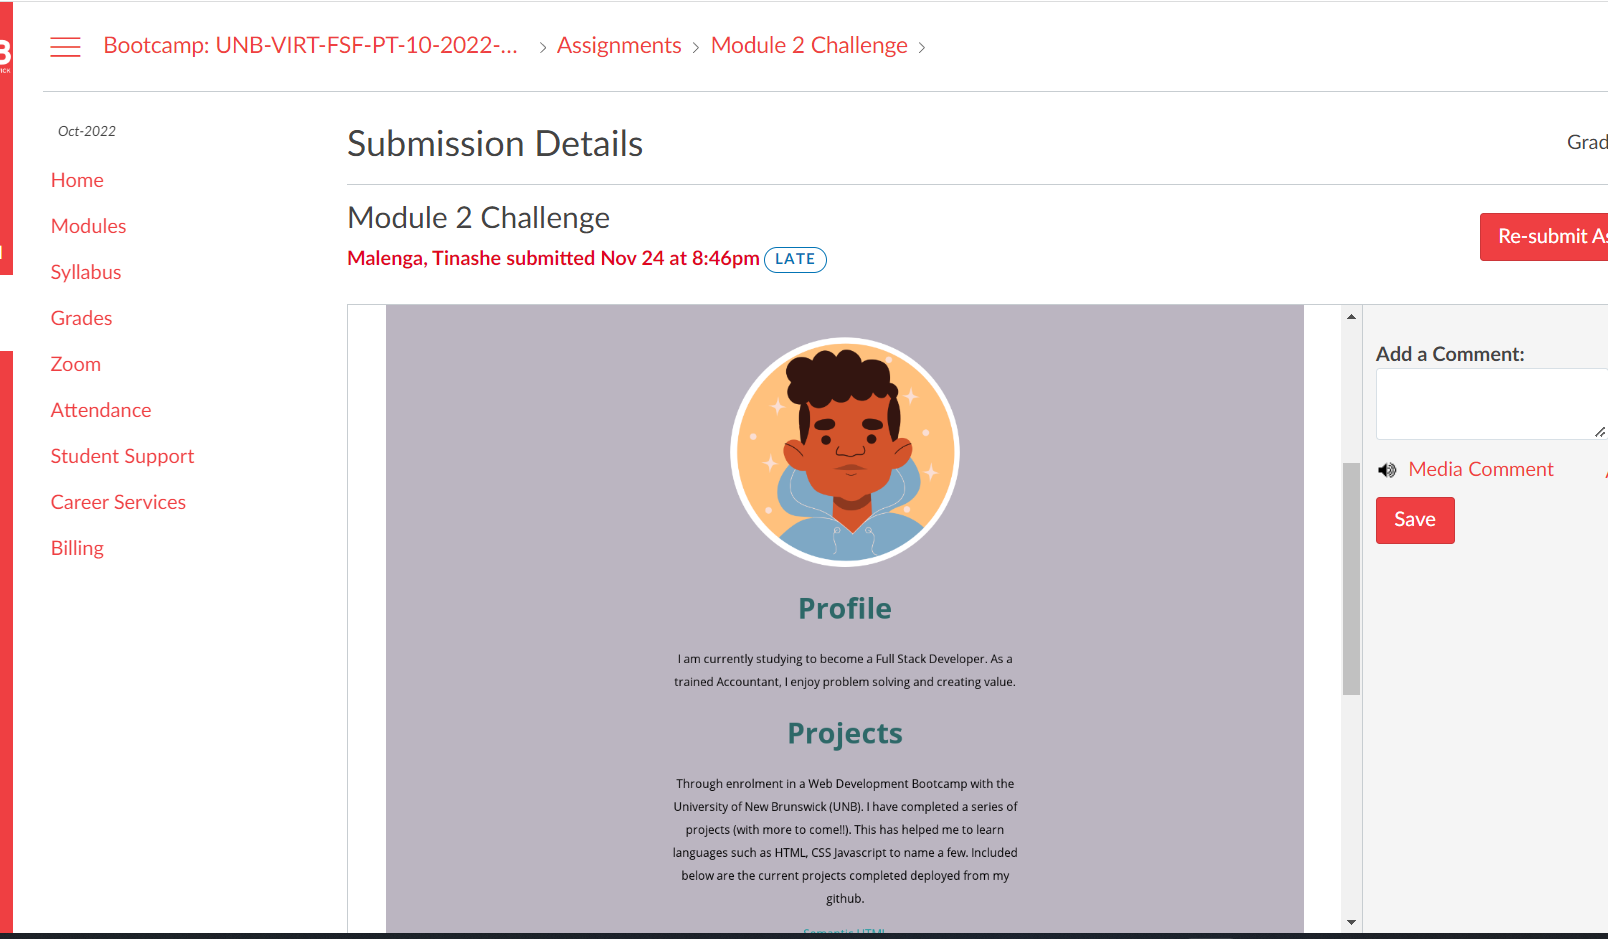 Bootcamp: UNB-VIRT-FSF-PT-10-2022-... > Assignments > Module 2 Challenge >
Oct-2022
Home
Modules
Syllabus
Grades
Zoom
Attendance
Student Support
Career Services
Billing
Submission Details
Grad
Module 2 Challenge
Malenga, Tinashe submitted Nov 24 at 8:46pm LATE
Re-submit As
Profile
I am currently studying to become a Full Stack Developer. As a
trained Accountant, I enjoy problem solving and creating value.
Projects
Through enrolment in a Web Development Bootcamp with the
University of New Brunswick (UNB). I have completed a series of
projects (with more to come!!). This has helped me to learn
languages such as HTML, CSS Javascript to name a few. Included
below are the current projects completed deployed from my
github.
Semantic HTML
Add a Comment:
Media Comment
Save